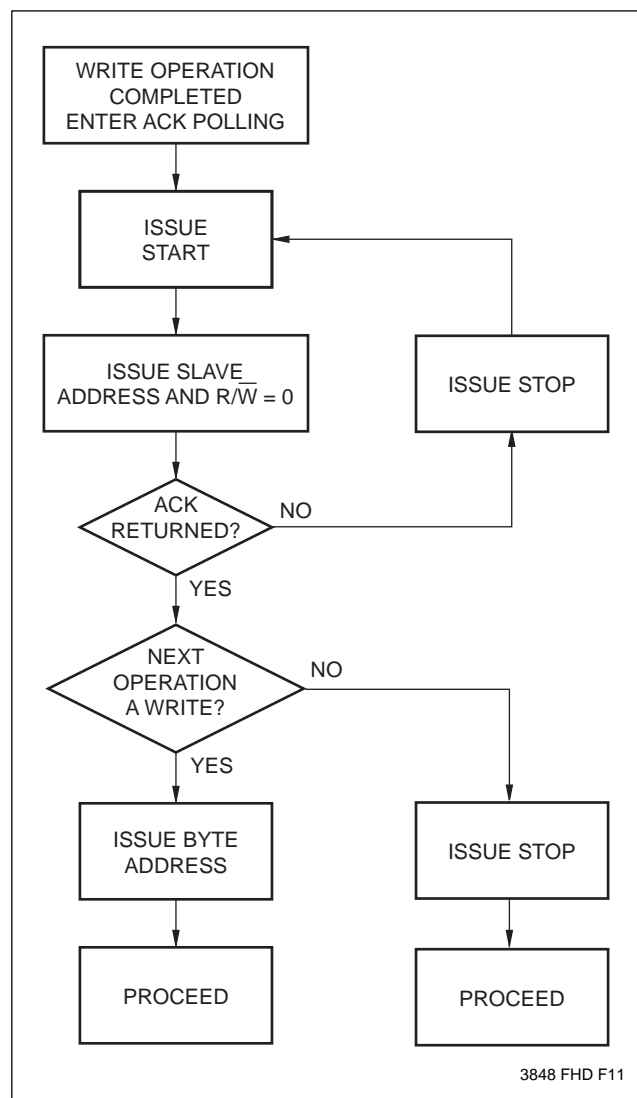 WRITE OPERATION
COMPLETED
ENTER ACK POLLING
ISSUE
START
ISSUE SLAVE
ADDRESS AND R/W̅ = 0
ISSUE STOP
ACK
RETURNED?
NO
YES
NEXT
OPERATION
A WRITE?
NO
YES
ISSUE BYTE
ADDRESS
ISSUE STOP
PROCEED
PROCEED
3848 FHD F11